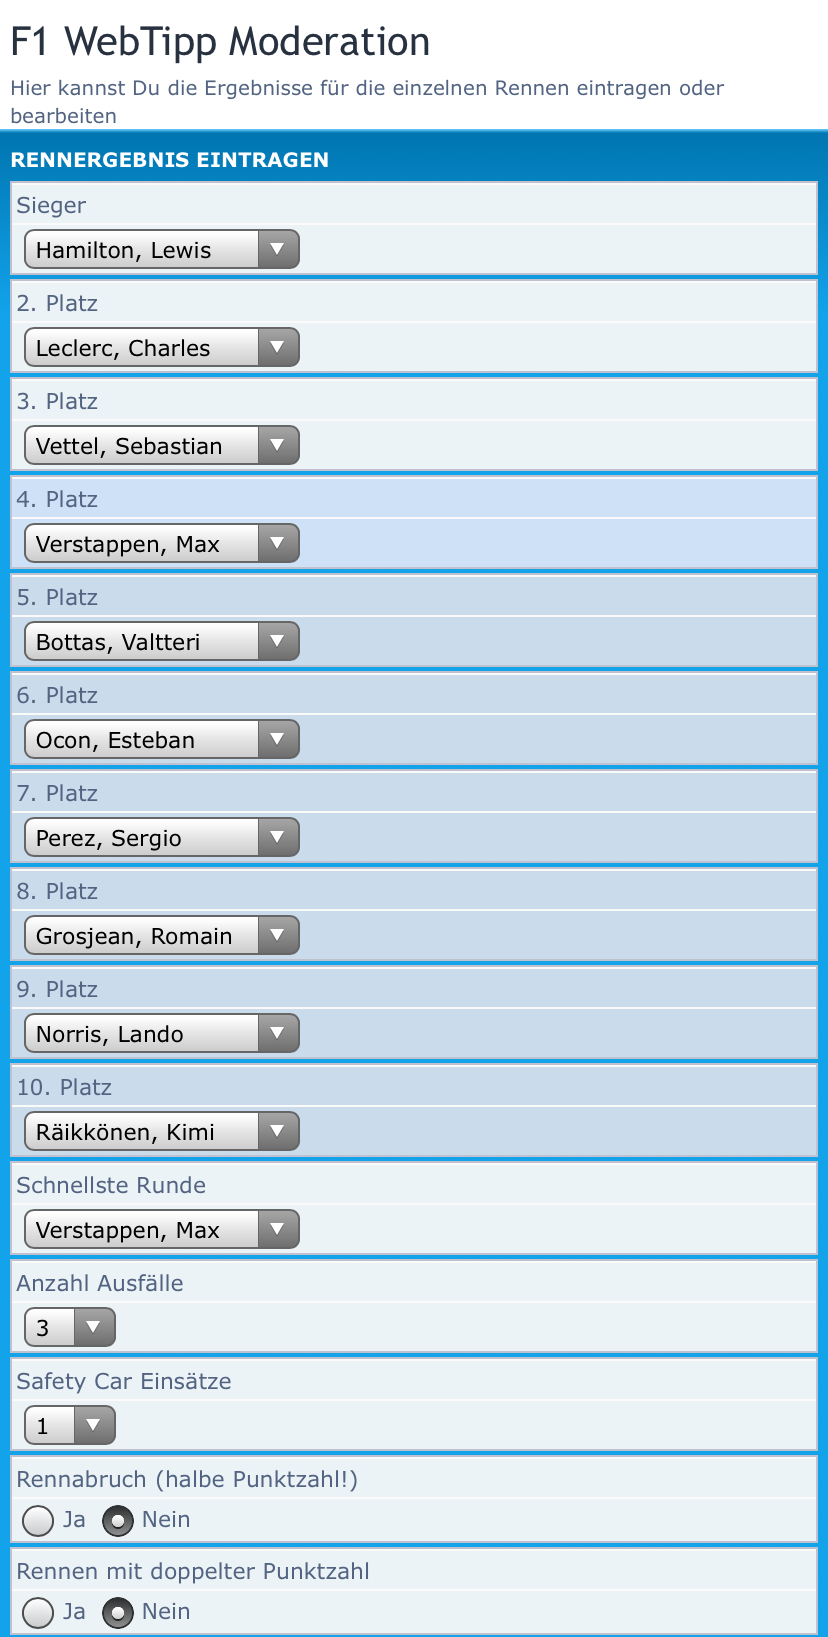 F1 WebTipp Moderation
Hier kannst Du die Ergebnisse für die einzelnen Rennen eintragen oder
bearbeiten
RENNERGEBNIS EINTRAGEN
Sieger
Hamilton, Lewis
2. Platz
Leclerc, Charles
3. Platz
Vettel, Sebastian
4. Platz
Verstappen, Max
5. Platz
Bottas, Valtteri
6. Platz
Ocon, Esteban
7. Platz
Perez, Sergio
8. Platz
Grosjean, Romain
9. Platz
Norris, Lando
10. Platz
Räikkönen, Kimi
Schnellste Runde
Verstappen, Max
Anzahl Ausfälle
3
Safety Car Einsätze
1
Rennabruch (halbe Punktzahl!)
Ja Nein
Rennen mit doppelter Punktzahl
Ja Nein